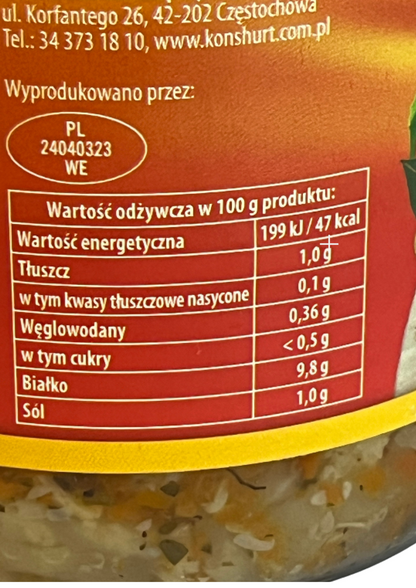 ul. Korfantego 26, 42-202 Częstochowa
Tel.: 34 373 18 10, www.konshurt.com.pl
Wyprodukowano przez:
PL
24040323
WE
Wartość odżywcza w 100 g produktu:
Wartość energetyczna 199 kJ / 47 kcal
Tłuszcz 1,0 g
w tym kwasy tłuszczowe nasycone 0,1 g
Węglowodany 0,36 g
w tym cukry < 0,5 g
Białko 9,8 g
Sól 1,0 g